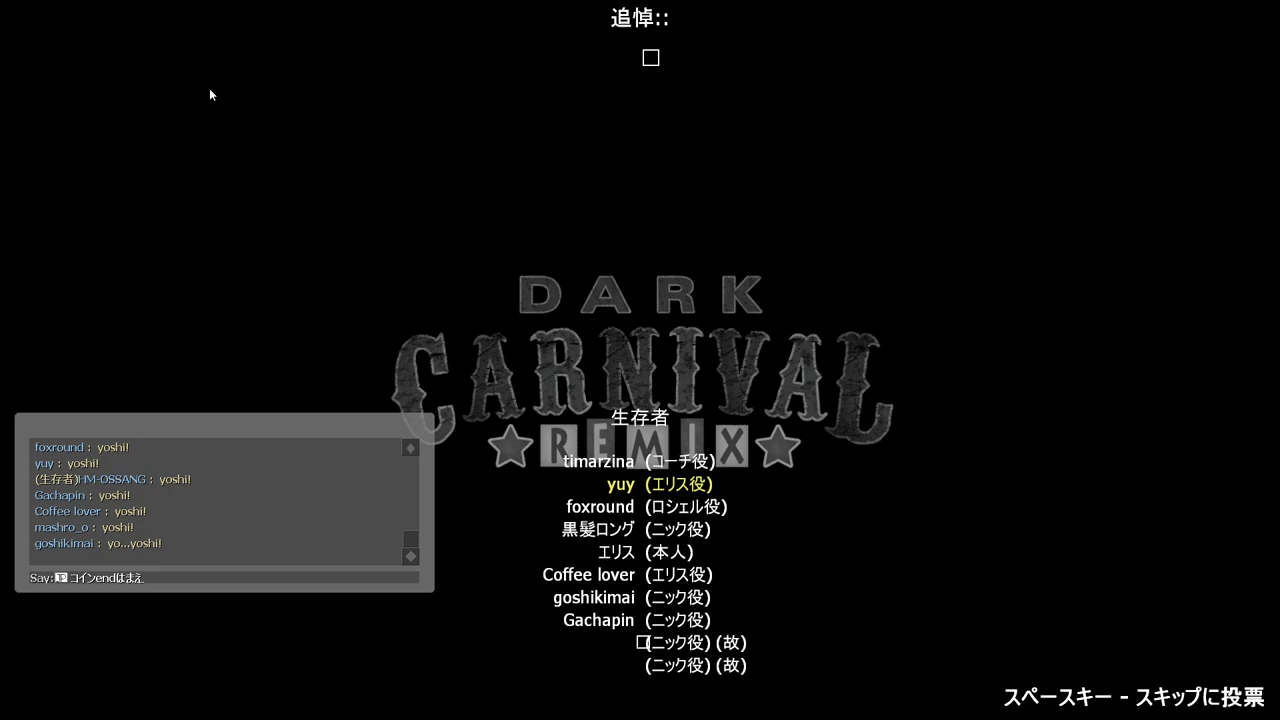 追悼::
DARK
CARNIVAL
REMIX
生存者
timarzina (コーチ役)
yuy (エリス役)
foxround (ロシェル役)
黒髪ロング (ニック役)
エリス (本人)
Coffee lover (エリス役)
goshikimai (ニック役)
Gachapin (ニック役)
(ニック役) (故)
(ニック役) (故)
foxround : yoshi!
yuy : yoshi!
(生存者)HM-OSSANG : yoshi!
Gachapin : yoshi!
Coffee lover : yoshi!
mashro_o : yoshi!
goshikimai : yo...yoshi!
Say: コインendはまえ
スペースキー - スキップに投票